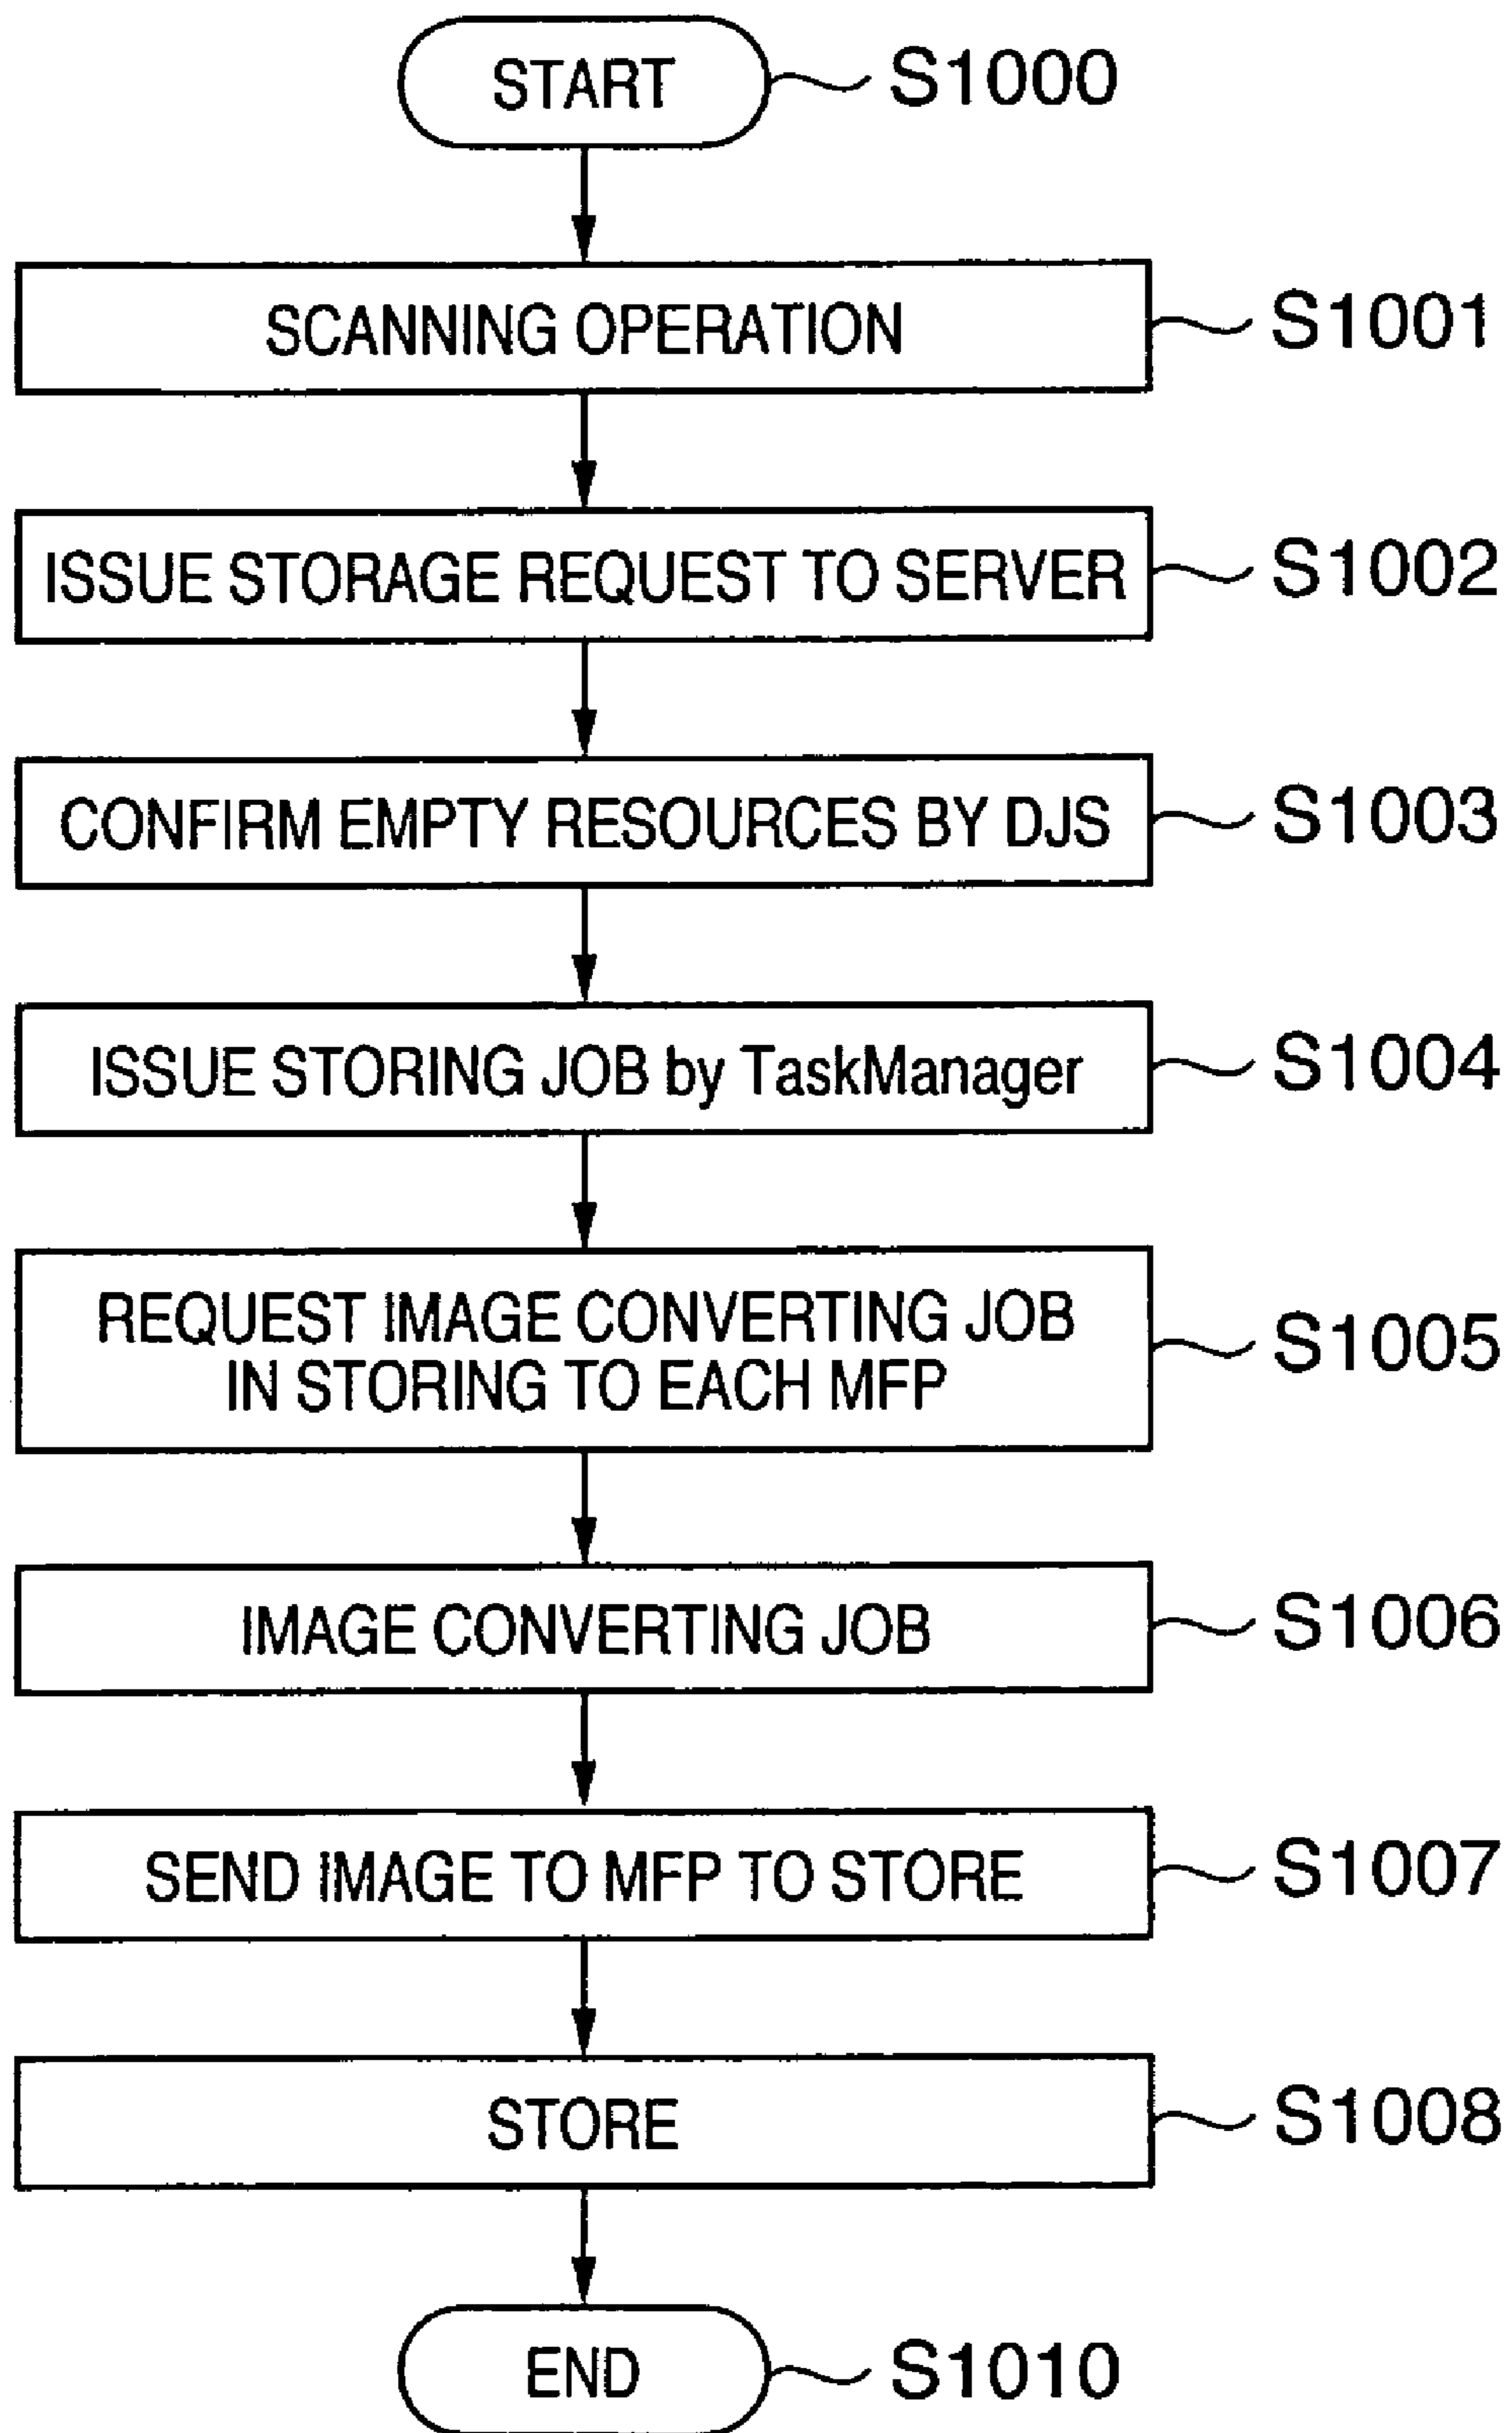 START
S1000
SCANNING OPERATION
S1001
ISSUE STORAGE REQUEST TO SERVER
S1002
CONFIRM EMPTY RESOURCES BY DJS
S1003
ISSUE STORING JOB by TaskManager
S1004
REQUEST IMAGE CONVERTING JOB
IN STORING TO EACH MFP
S1005
IMAGE CONVERTING JOB
S1006
SEND IMAGE TO MFP TO STORE
S1007
STORE
S1008
END
S1010